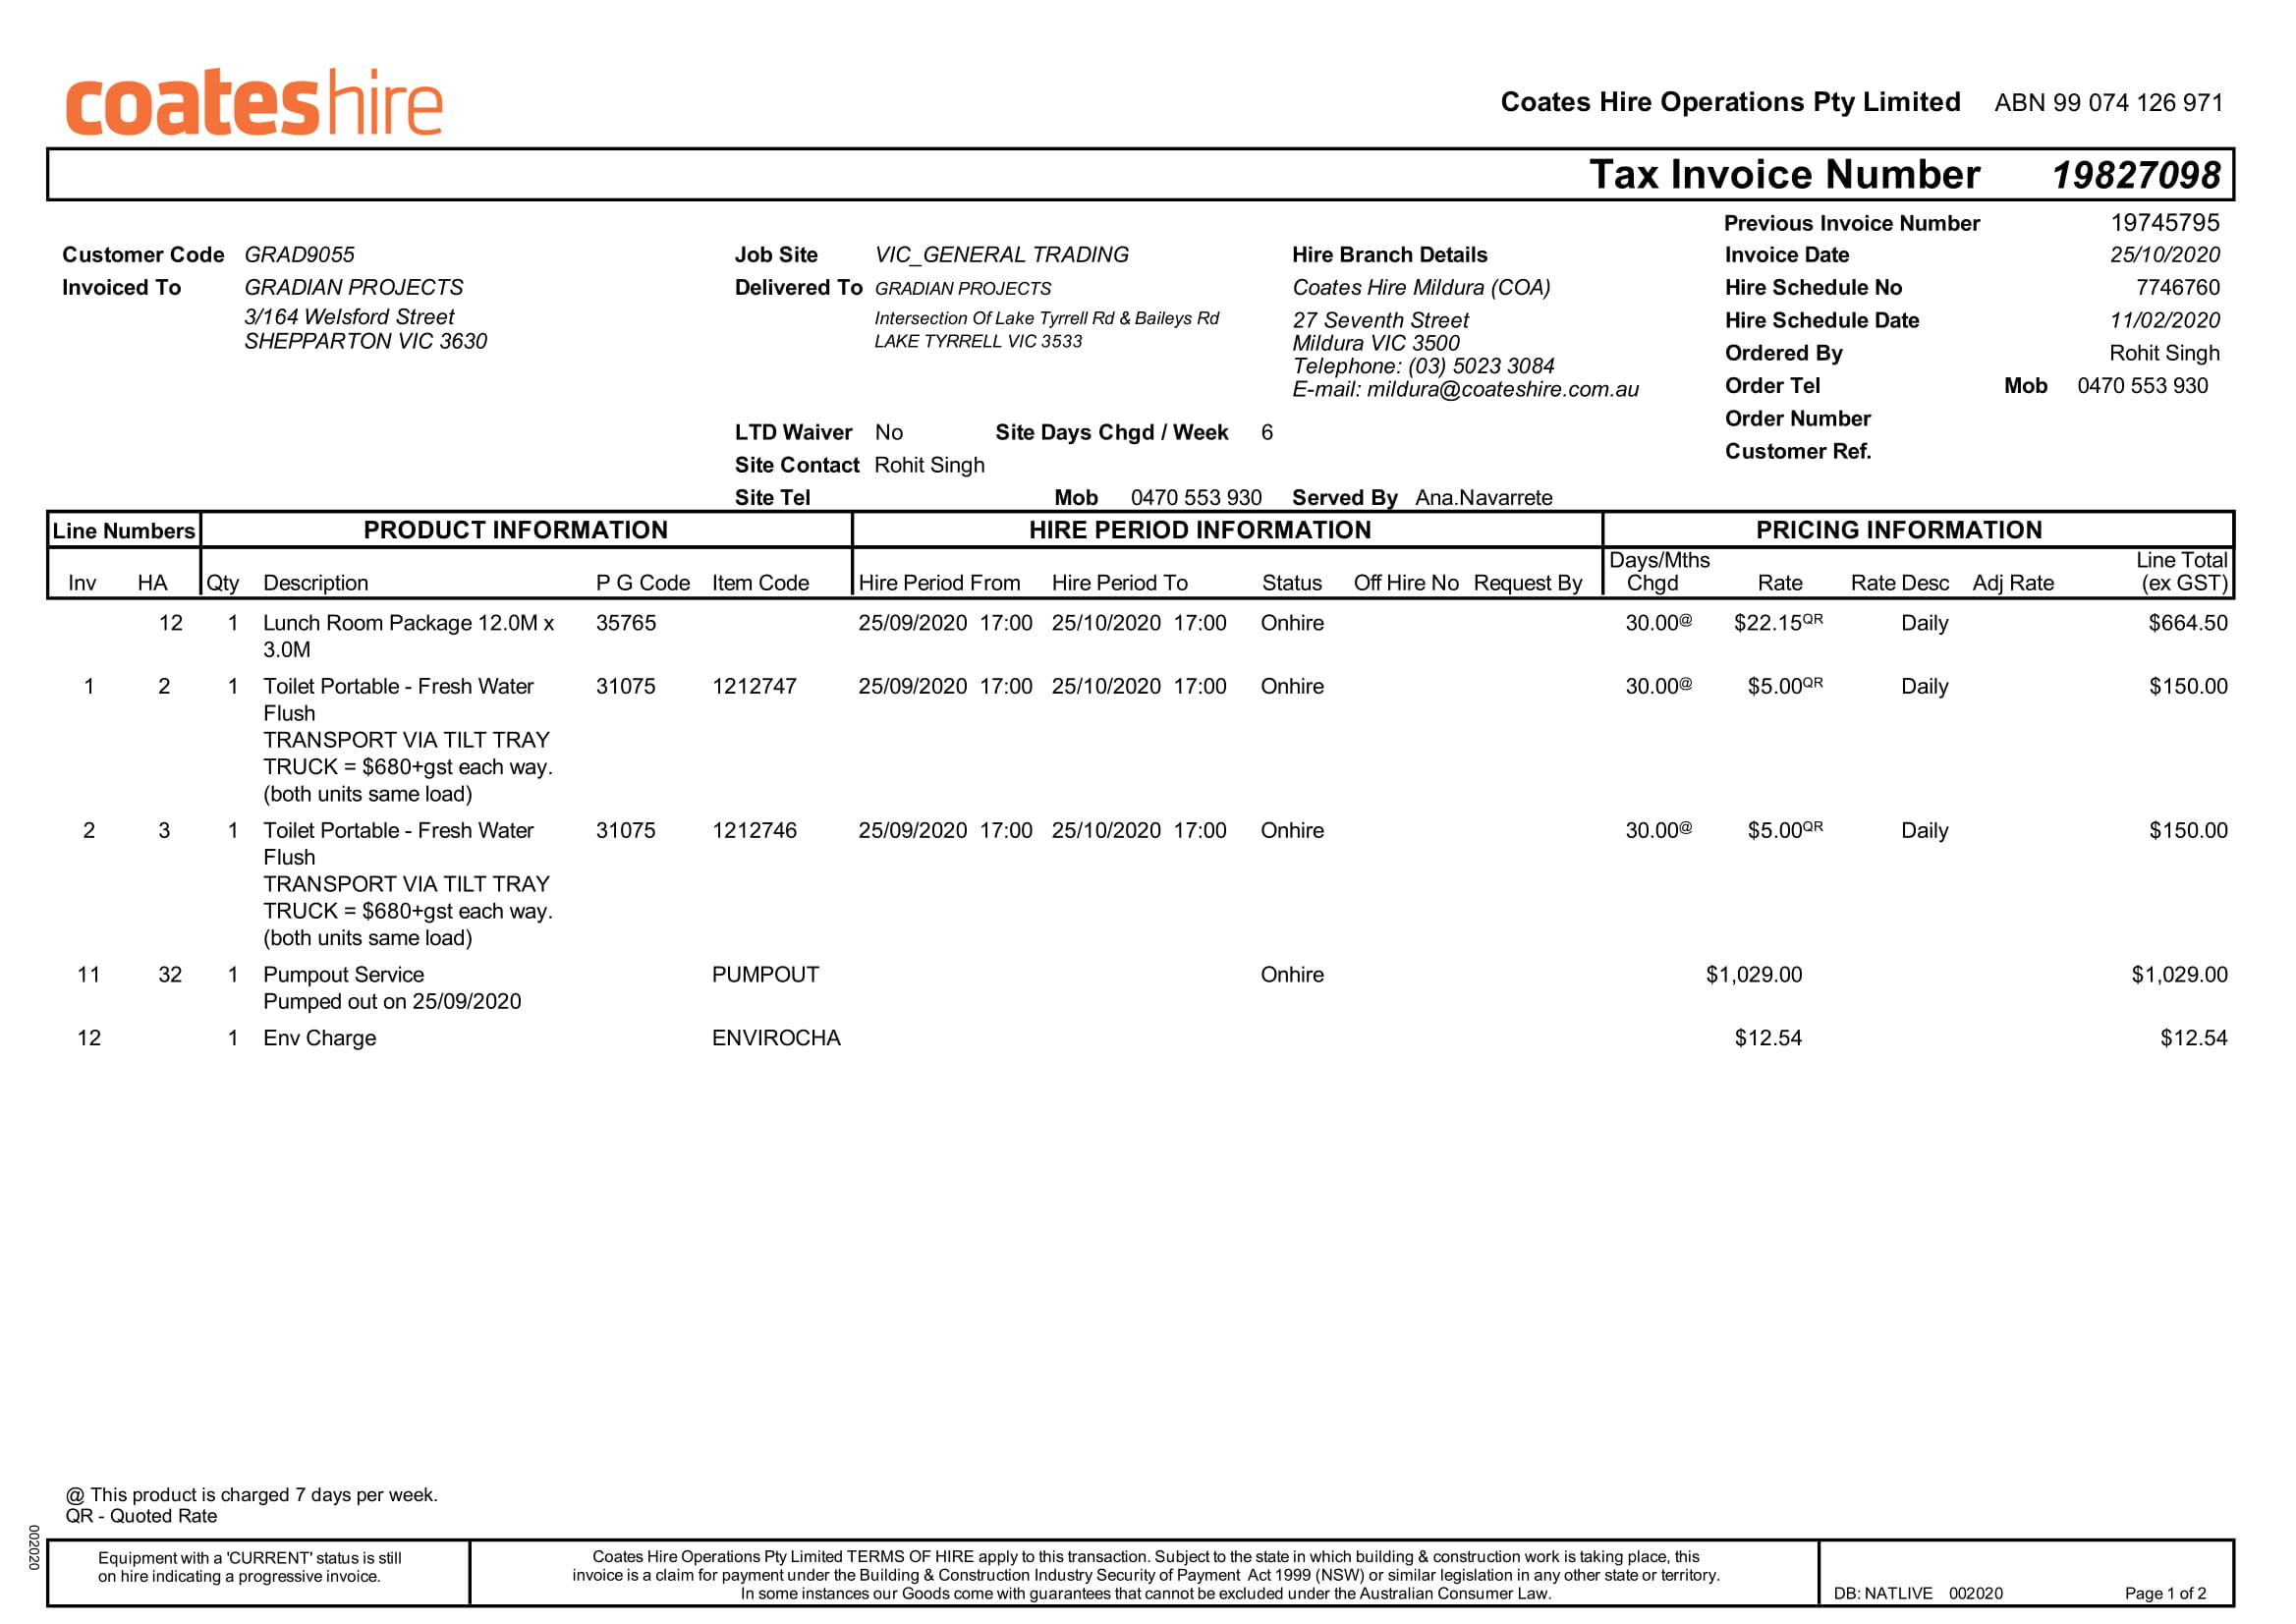 coateshire
Coates Hire Operations Pty Limited ABN 99 074 126 971
Tax Invoice Number 19827098
Previous Invoice Number 19745795
Customer Code GRAD9055 Job Site VIC_GENERAL TRADING Hire Branch Details Invoice Date 25/10/2020
Invoiced To GRADIAN PROJECTS Delivered To GRADIAN PROJECTS Coates Hire Mildura (COA) Hire Schedule No 7746760
3/164 Welsford Street Intersection Of Lake Tyrrell Rd & Baileys Rd 27 Seventh Street Hire Schedule Date 11/02/2020
SHEPPARTON VIC 3630 LAKE TYRRELL VIC 3533 Mildura VIC 3500
Ordered By Rohit Singh
Telephone: (03) 5023 3084
E-mail: mildura@coateshire.com.au Order Tel Mob 0470 553 930
Order Number
LTD Waiver No Site Days Chgd / Week 6
Customer Ref.
Site Contact Rohit Singh
Site Tel Mob 0470 553 930 Served By Ana.Navarrete
Line Numbers PRODUCT INFORMATION HIRE PERIOD INFORMATION PRICING INFORMATION
Days/Mths Line Total
Inv HA Qty Description P G Code Item Code Hire Period From Hire Period To Status Off Hire No Request By Chgd Rate Rate Desc Adj Rate (ex GST)
12 1 Lunch Room Package 12.0M x 35765 25/09/2020 17:00 25/10/2020 17:00 Onhire 30.00@ $22.15QR Daily $664.50
3.0M
1 2 1 Toilet Portable - Fresh Water 31075 1212747 25/09/2020 17:00 25/10/2020 17:00 Onhire 30.00@ $5.00QR Daily $150.00
Flush
TRANSPORT VIA TILT TRAY
TRUCK = $680+gst each way.
(both units same load)
2 3 1 Toilet Portable - Fresh Water 31075 1212746 25/09/2020 17:00 25/10/2020 17:00 Onhire 30.00@ $5.00QR Daily $150.00
Flush
TRANSPORT VIA TILT TRAY
TRUCK = $680+gst each way.
(both units same load)
11 32 1 Pumpout Service PUMPOUT Onhire $1,029.00 $1,029.00
Pumped out on 25/09/2020
12 1 Env Charge ENVIROCHA $12.54 $12.54
@ This product is charged 7 days per week.
QR - Quoted Rate
002020
Equipment with a 'CURRENT' status is still
on hire indicating a progressive invoice.
Coates Hire Operations Pty Limited TERMS OF HIRE apply to this transaction. Subject to the state in which building & construction work is taking place, this
invoice is a claim for payment under the Building & Construction Industry Security of Payment Act 1999 (NSW) or similar legislation in any other state or territory.
In some instances our Goods come with guarantees that cannot be excluded under the Australian Consumer Law.
DB: NATLIVE 002020 Page 1 of 2